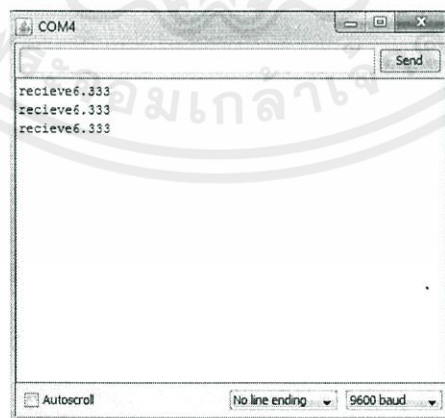 COM4
Send
recieve6.333
recieve6.333
recieve6.333
Autoscroll
No line ending
9600 baud